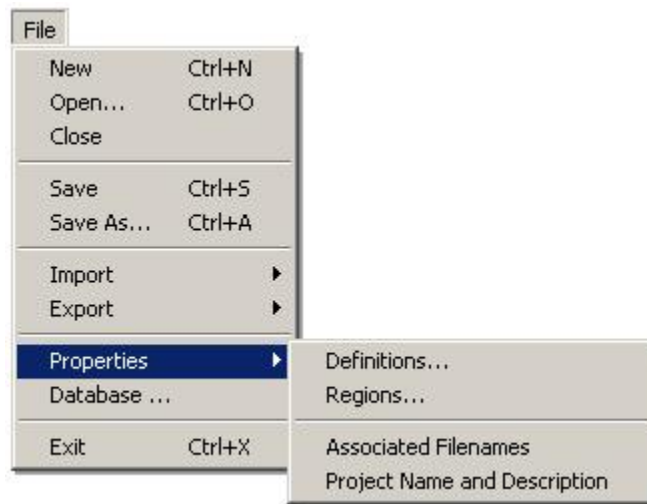 File
New Ctrl+N
Open... Ctrl+O
Close
Save Ctrl+S
Save As... Ctrl+A
Import
Export
Properties
Database ...
Exit Ctrl+X
Definitions...
Regions...
Associated Filenames
Project Name and Description